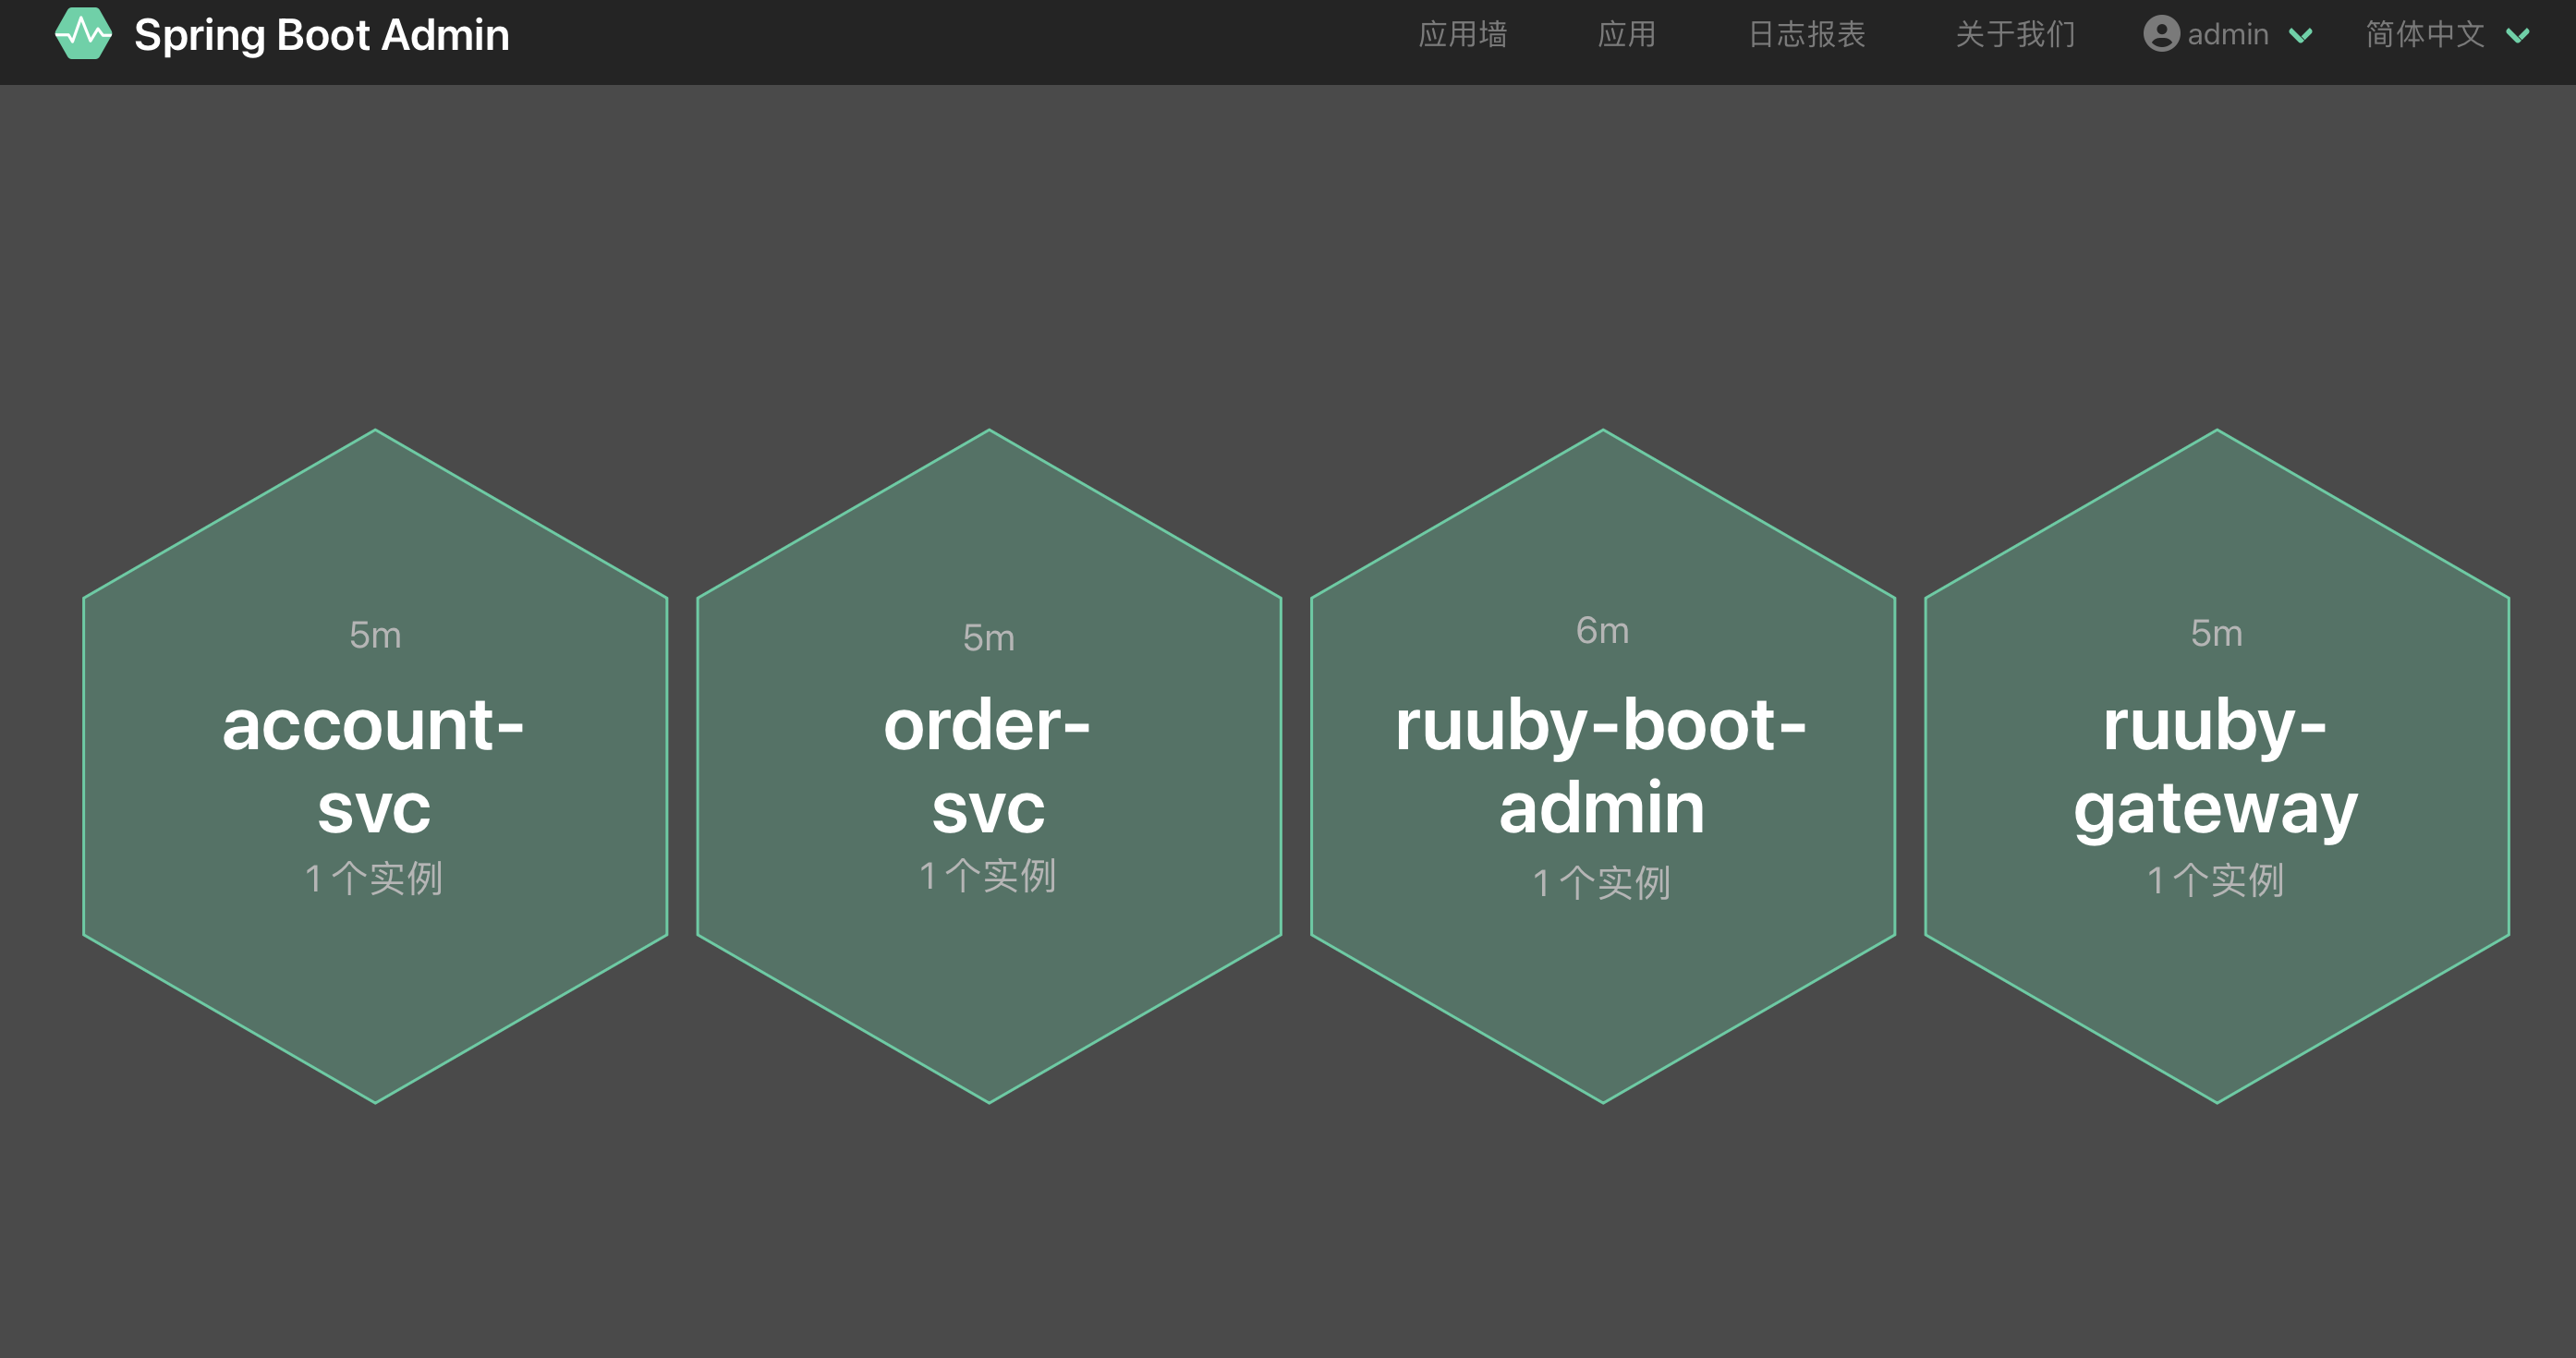 Spring Boot Admin
应用墙
应用
日志报表
关于我们
admin
简体中文
5m
account-
svc
1 个实例
5m
order-
svc
1 个实例
6m
ruuby-boot-
admin
1 个实例
5m
ruuby-
gateway
1 个实例